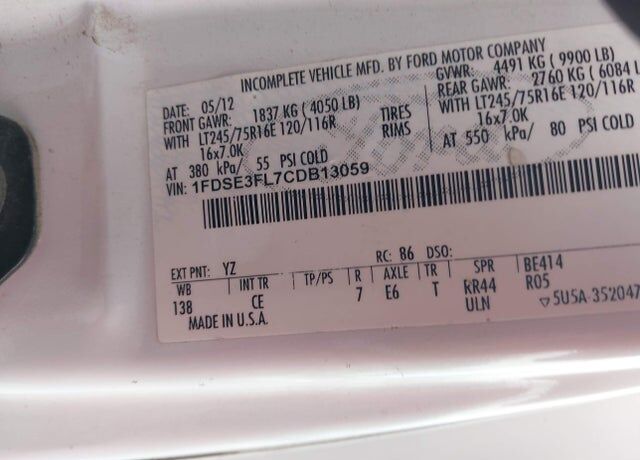 INCOMPLETE VEHICLE MFD. BY FORD MOTOR COMPANY
DATE: 05/12 GVWR: 4491 KG ( 9900 LB)
FRONT GAWR: 1837 KG ( 4050 LB) REAR GAWR: 2760 KG ( 6084 L
WITH LT245/75R16E 120/116R TIRES WITH LT245/75R16E 120/116R
16x7.0K RIMS 16x7.0K
AT 380 kPa/ 55 PSI COLD AT 550 kPa/ 80 PSI COLD
VIN: 1FDSE3FL7CDB13059
EXT PNT: YZ RC: 86 DSO:
WB INT TR TP/PS R AXLE TR SPR BE414
138 CE 7 E6 T KR44 R05
MADE IN U.S.A. ULN ▽5U5A-3520472